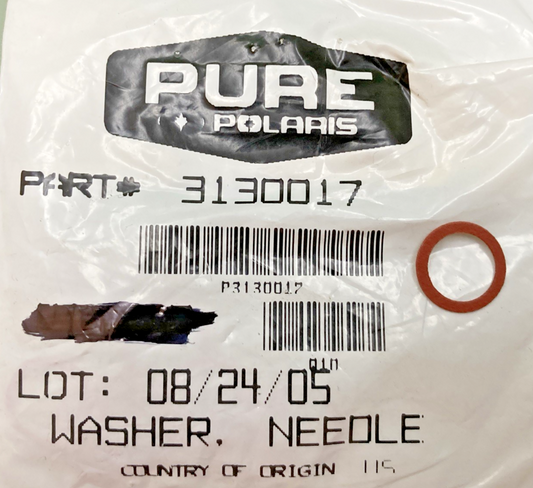 PURE
POLARIS
PART# 3130017
P3130017
LOT: 08/24/05
WASHER, NEEDLE
COUNTRY OF ORIGIN US